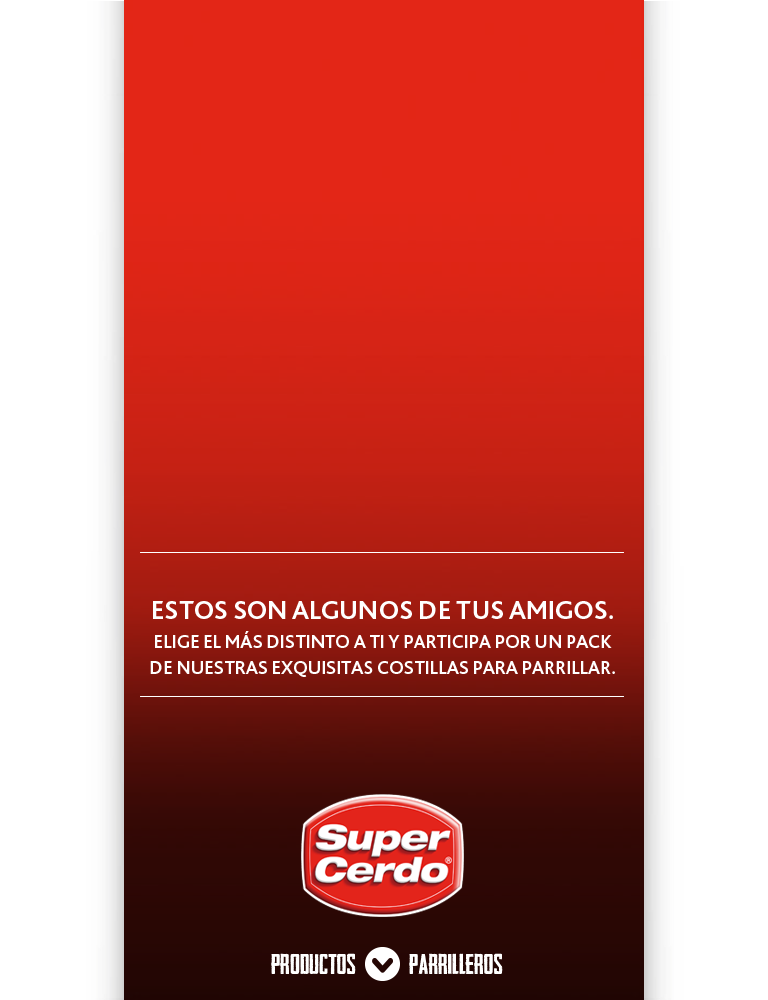 ESTOS SON ALGUNOS DE TUS AMIGOS.
ELIGE EL MÁS DISTINTO A TI Y PARTICIPA POR UN PACK
DE NUESTRAS EXQUISITAS COSTILLAS PARA PARRILLAR.
Super
Cerdo®
PRODUCTOS PARRILLEROS